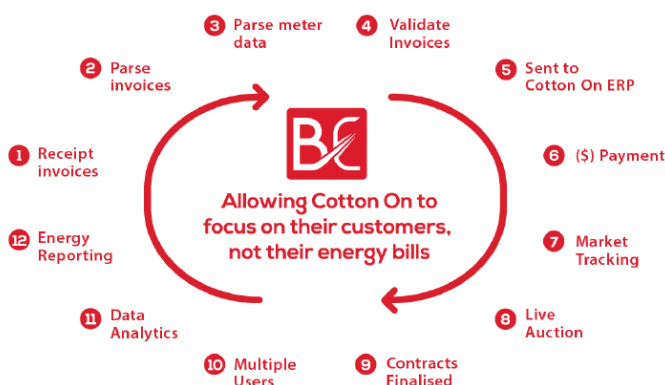 1 Receipt
invoices
2 Parse
invoices
3 Parse meter
data
4 Validate
Invoices
5 Sent to
Cotton On ERP
6 ($) Payment
7 Market
Tracking
8 Live
Auction
9 Contracts
Finalised
10 Multiple
Users
11 Data
Analytics
12 Energy
Reporting
BE
Allowing Cotton On to
focus on their customers,
not their energy bills